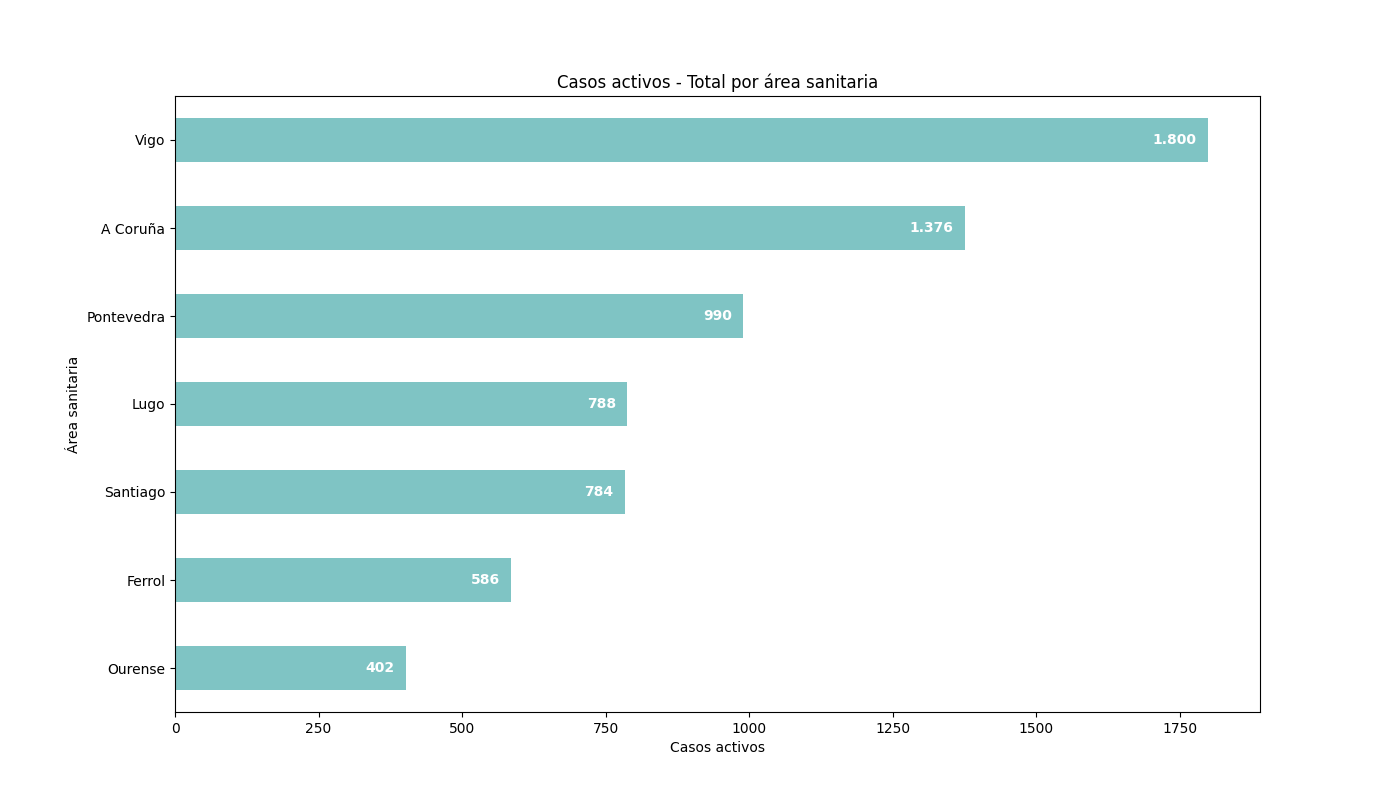 Casos activos - Total por área sanitaria
Vigo
1.800
A Coruña
1.376
Pontevedra
990
Lugo
788
Santiago
784
Ferrol
586
Ourense
402
Área sanitaria
0 250 500 750 1000 1250 1500 1750
Casos activos